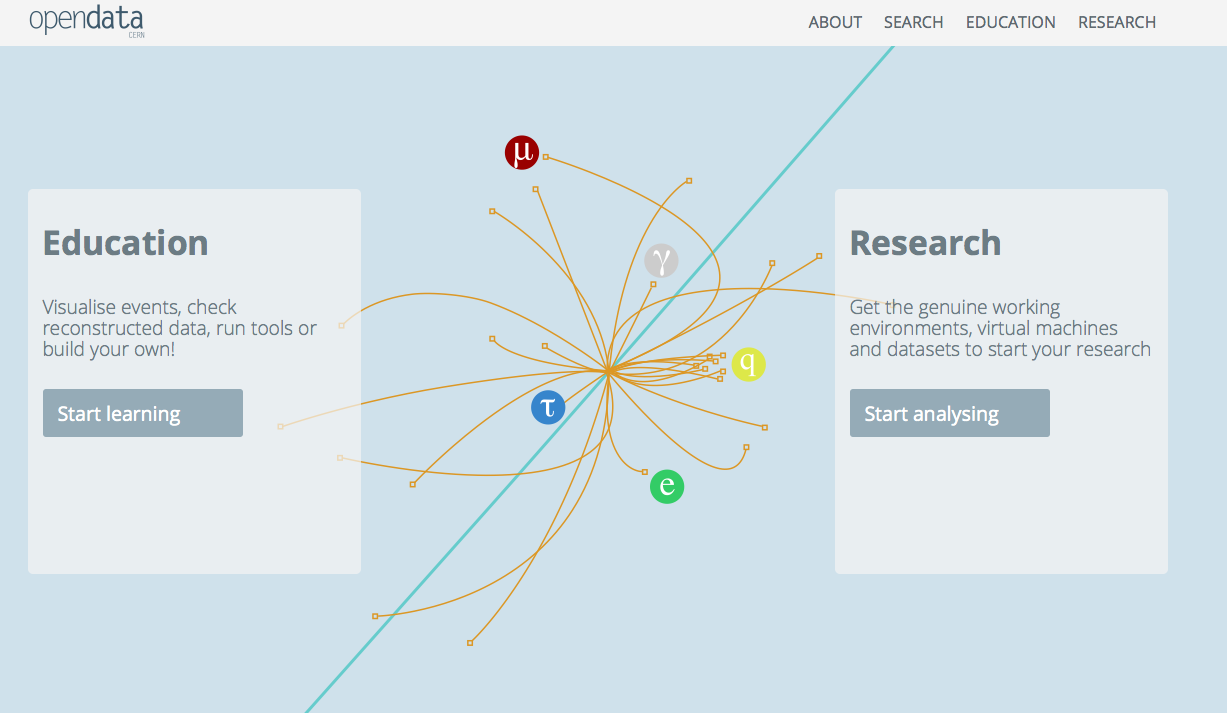 opendata
CERN
ABOUT SEARCH EDUCATION RESEARCH
μ
γ
q
τ
e
Education
Visualise events, check
reconstructed data, run tools or
build your own!
Start learning
Research
Get the genuine working
environments, virtual machines
and datasets to start your research
Start analysing